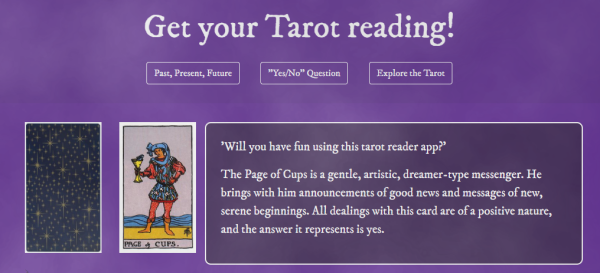 Get your Tarot reading!
Past, Present, Future
"Yes/No" Question
Explore the Tarot
'Will you have fun using this tarot reader app?'
The Page of Cups is a gentle, artistic, dreamer-type messenger. He
brings with him announcements of good news and messages of new,
serene beginnings. All dealings with this card are of a positive nature,
and the answer it represents is yes.
PAGE of CUPS.